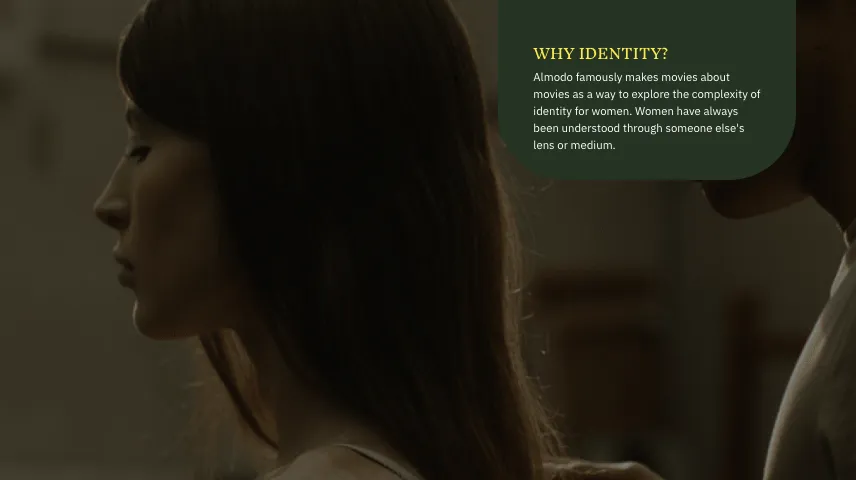 WHY IDENTITY?
Almodo famously makes movies about
movies as a way to explore the complexity of
identity for women. Women have always
been understood through someone else's
lens or medium.